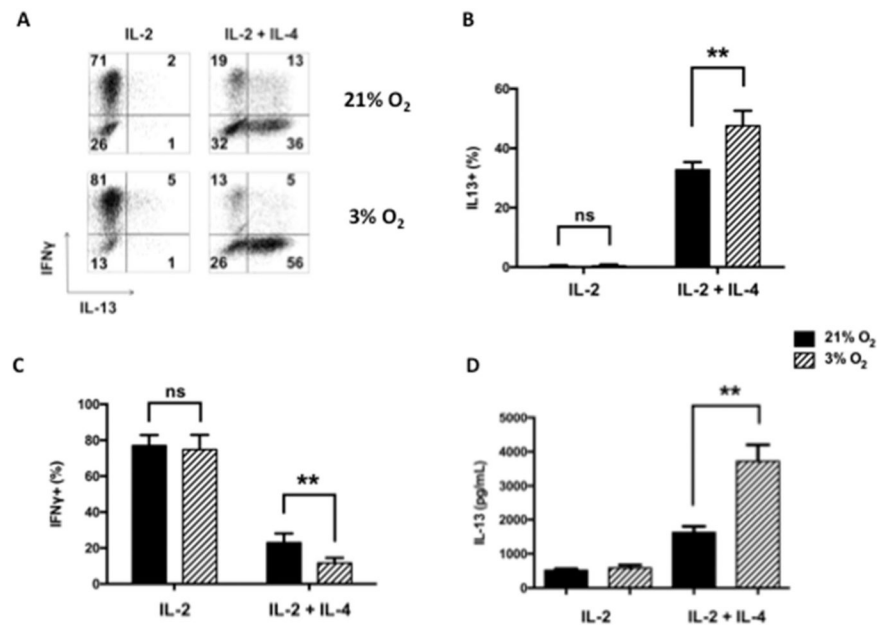 A
IL-2
IL-2 + IL-4
71 2
26 1
19 13
32 36
21% O2
81 5
13 1
13 5
26 56
3% O2
IFNγ
IL-13
B
**
ns
IL13+ (%)
60
40
20
0
IL-2
IL-2 + IL-4
21% O2
3% O2
C
ns
**
IFNγ+ (%)
100
80
60
40
20
0
IL-2
IL-2 + IL-4
D
**
IL-13 (pg/mL)
5000
4000
3000
2000
1000
0
IL-2
IL-2 + IL-4